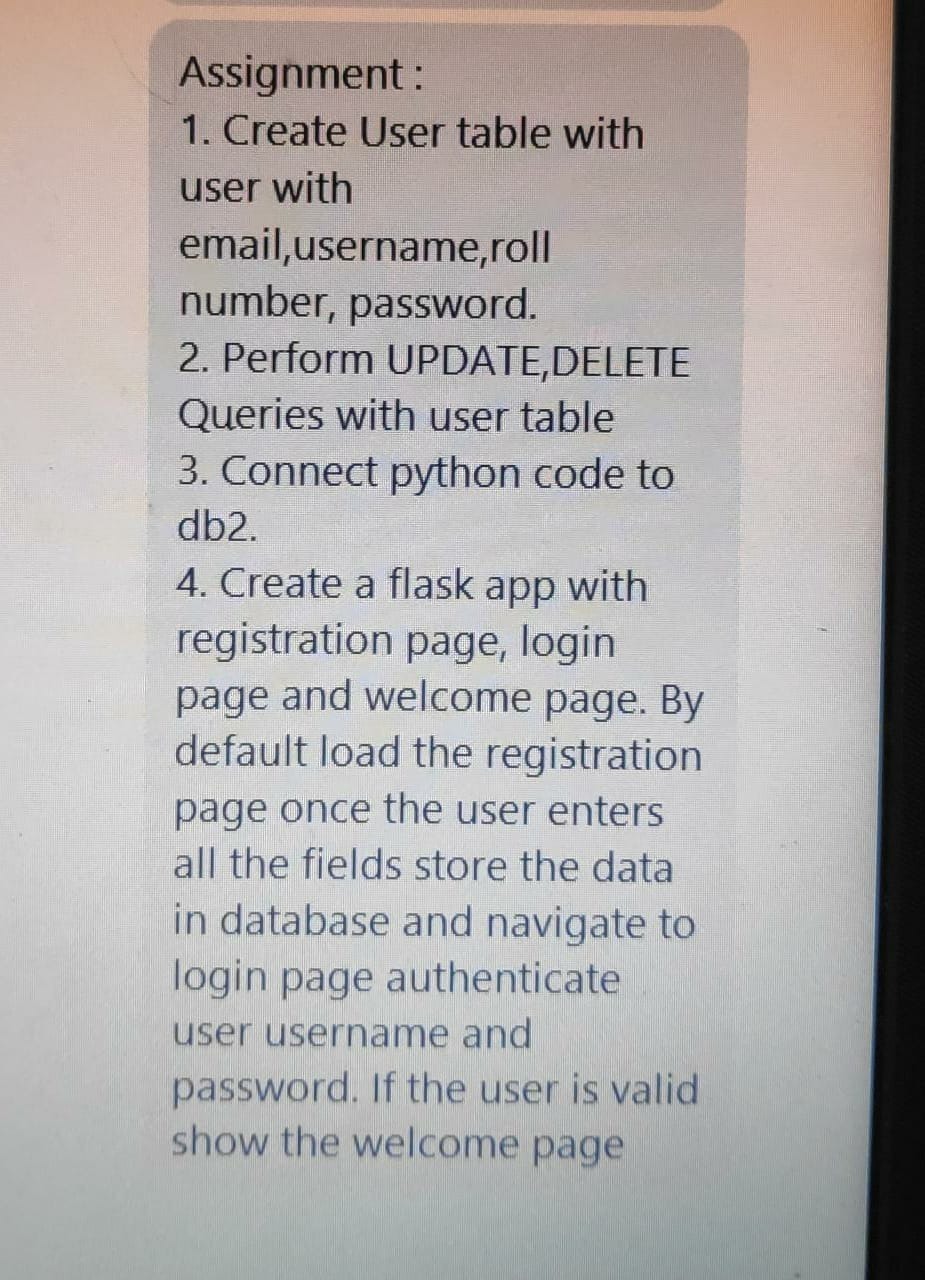 Assignment :
1. Create User table with
user with
email,username,roll
number, password.
2. Perform UPDATE,DELETE
Queries with user table
3. Connect python code to
db2.
4. Create a flask app with
registration page, login
page and welcome page. By
default load the registration
page once the user enters
all the fields store the data
in database and navigate to
login page authenticate
user username and
password. If the user is valid
show the welcome page